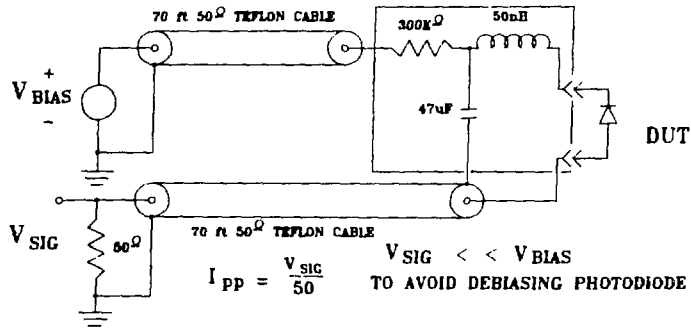 70 ft 50Ω TEFLON CABLE
300KΩ
50nH
+
V BIAS
-
47uF
DUT
V SIG
50Ω
70 ft 50Ω TEFLON CABLE
I PP = V SIG / 50
V SIG < < V BIAS
TO AVOID DEBIASING PHOTODIODE